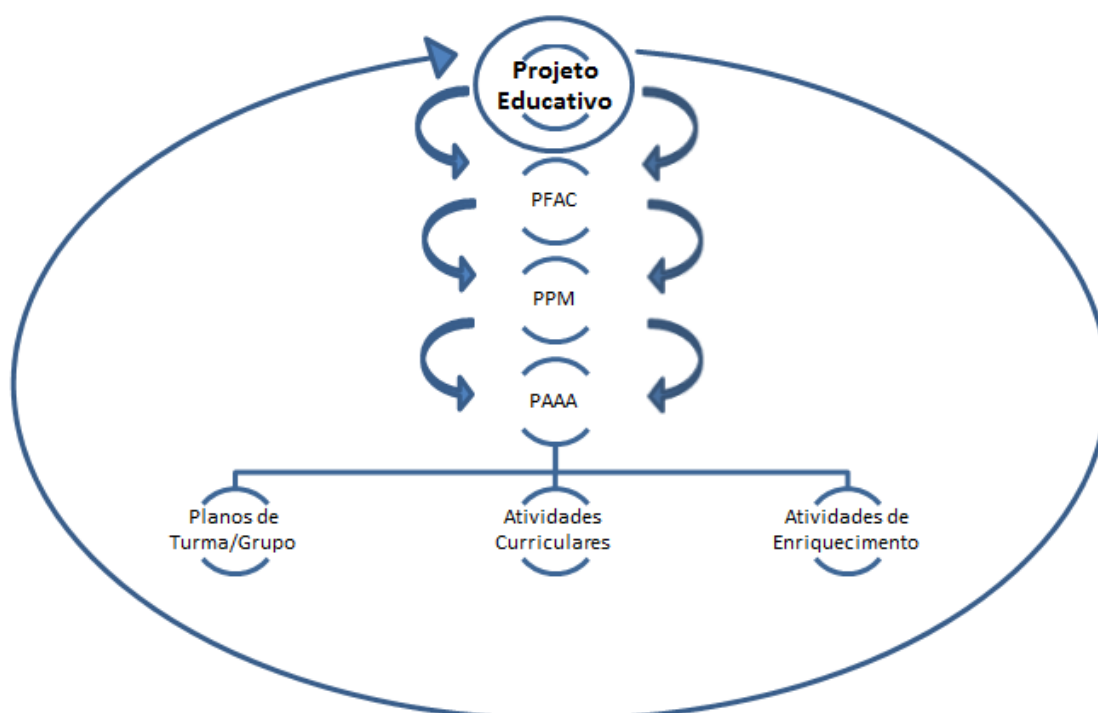 Projeto
Educativo
PFAC
PPM
PAAA
Planos de
Turma/Grupo
Atividades
Curriculares
Atividades de
Enriquecimento